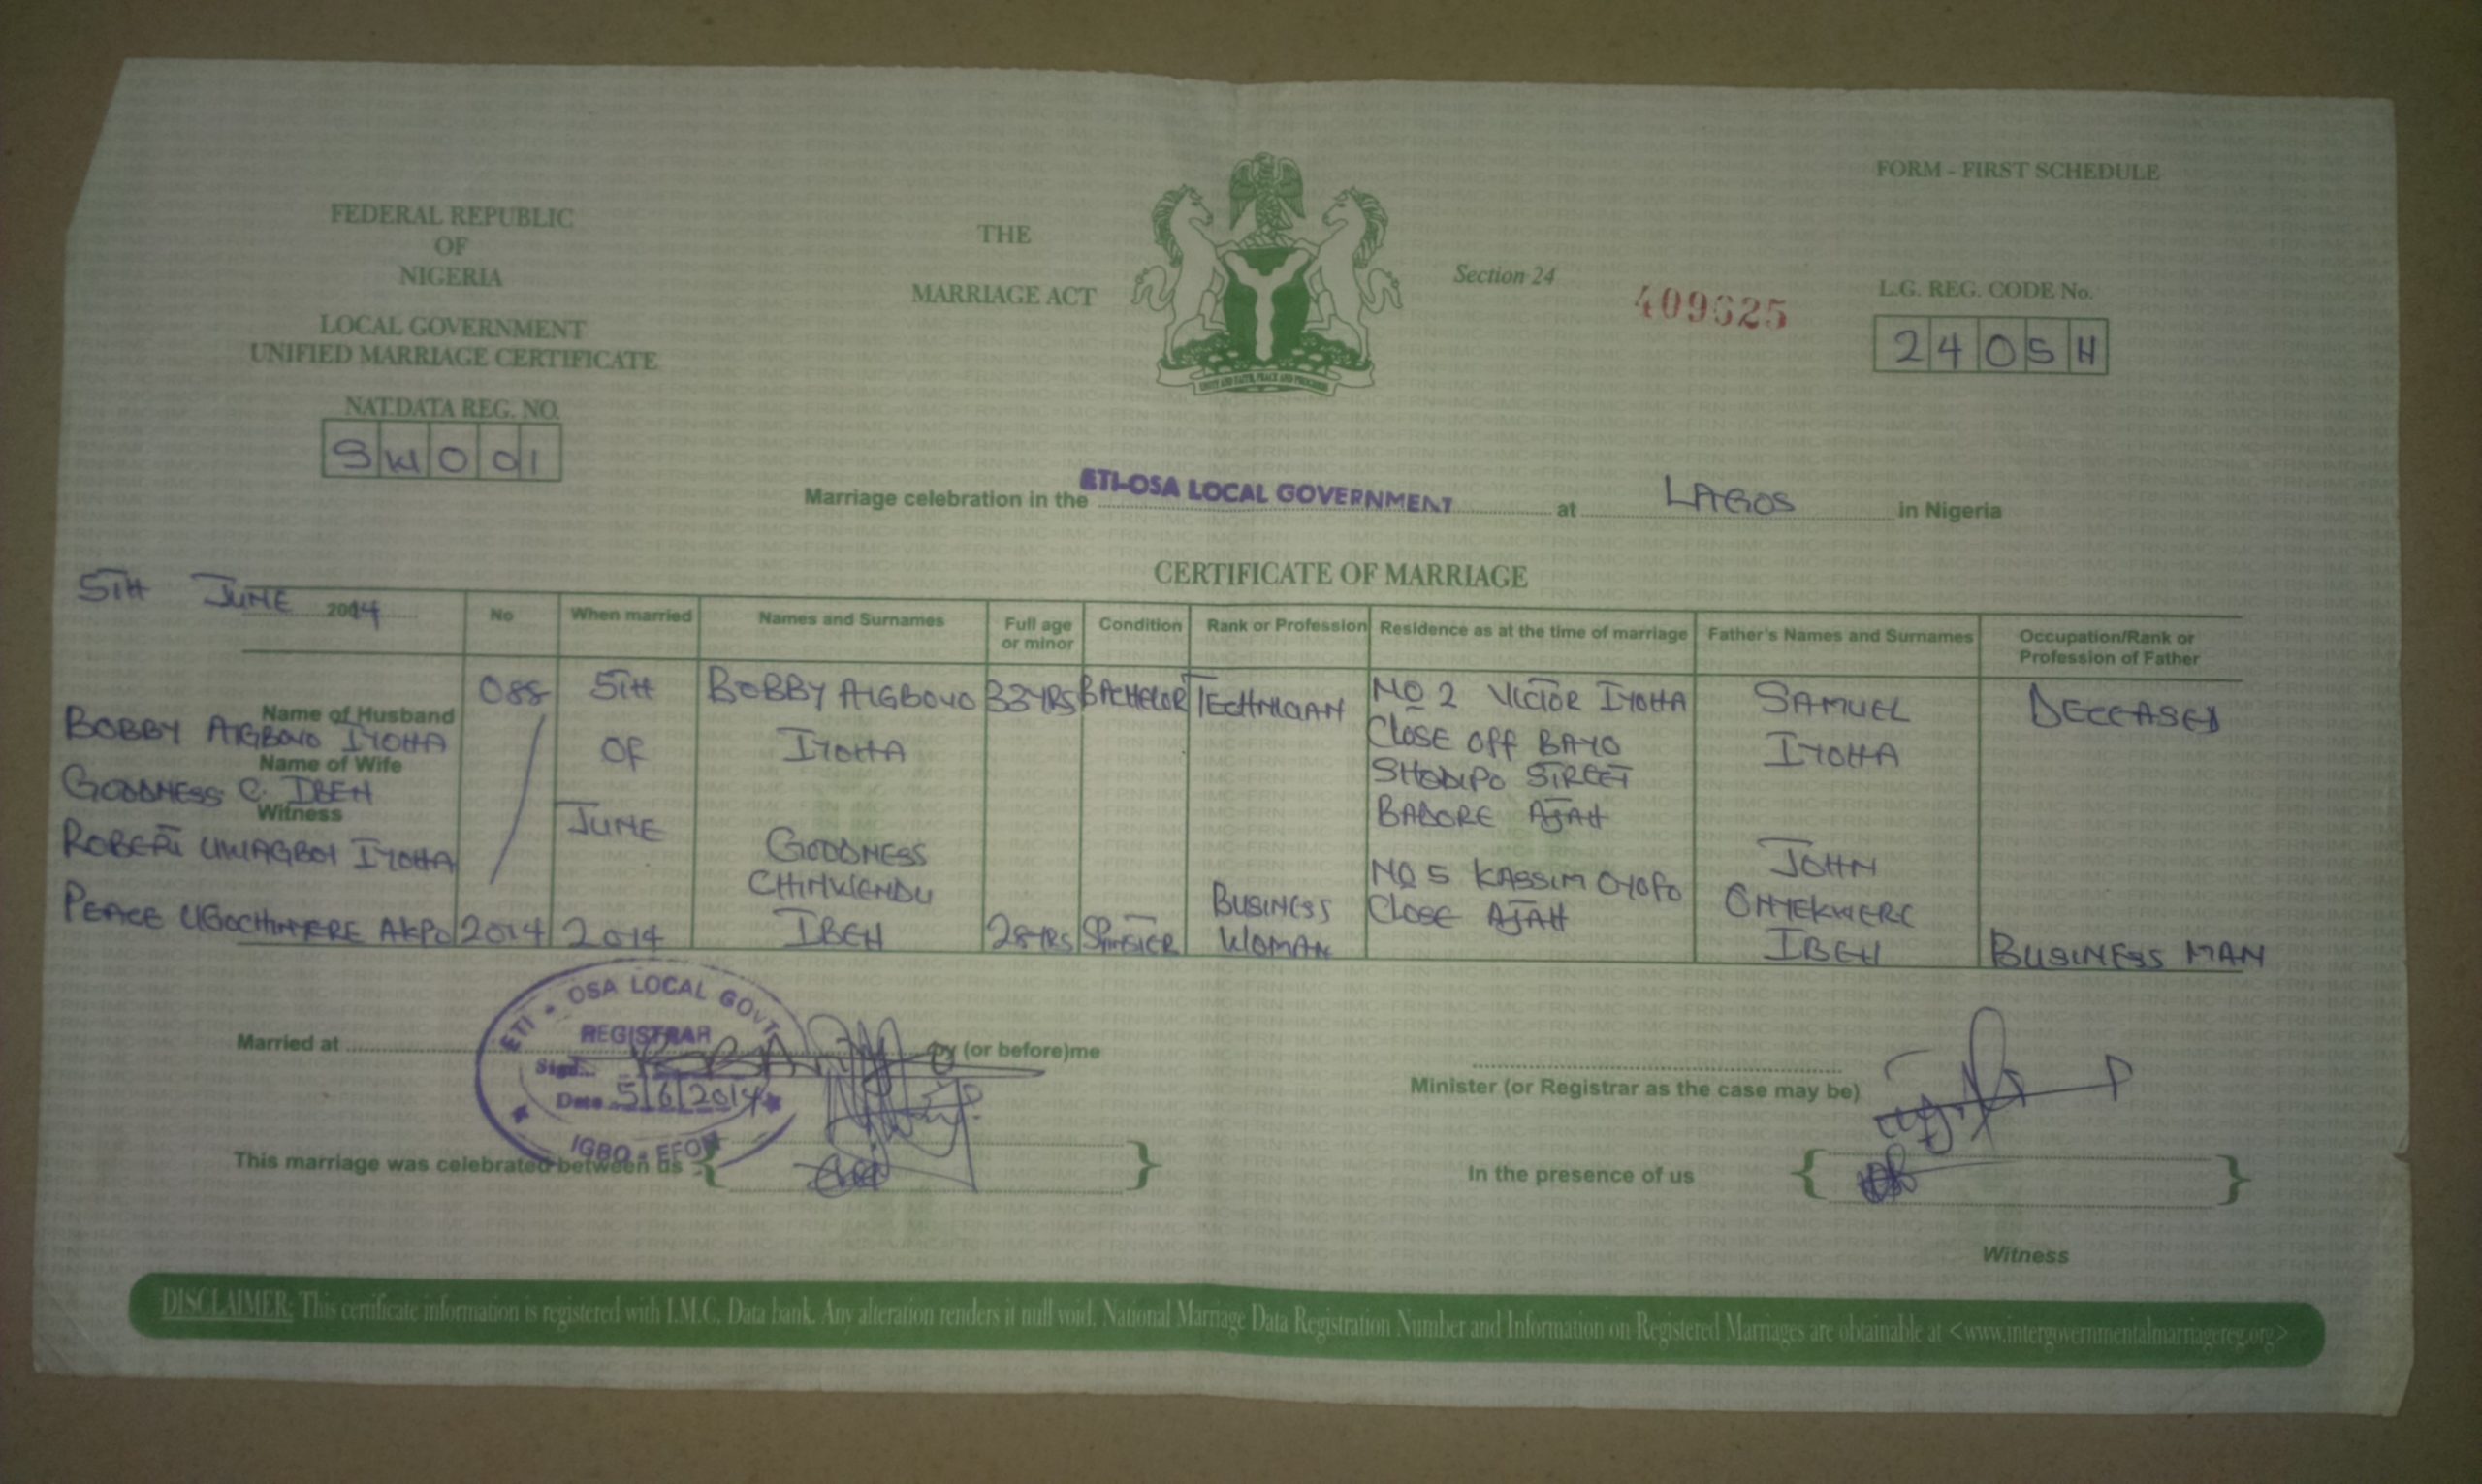 FORM - FIRST SCHEDULE
FEDERAL REPUBLIC
OF
NIGERIA
LOCAL GOVERNMENT
UNIFIED MARRIAGE CERTIFICATE
NAT.DATA REG. NO.
SW001
THE
MARRIAGE ACT
Section 24
409625
L.G. REG. CODE No.
2405H
Marriage celebration in the ETI-OSA LOCAL GOVERNMENT at LAGOS in Nigeria
CERTIFICATE OF MARRIAGE
5TH JUNE 2014
No
When married
Names and Surnames
Full age
or minor
Condition
Rank or Profession
Residence as at the time of marriage
Father's Names and Surnames
Occupation/Rank or
Profession of Father
Name of Husband
BOBBY AIGBOVO IYOHA
Name of Wife
GOODNESS C. IBEH
Witness
ROBERT UWAGBOI IYOHA
PEACE AKPO
088 / 2014
5TH
OF
JUNE
2014
BOBBY AIGBOVO
IYOHA
33YRS
BACHELOR
TECHNICIAN
NO 2 VICTOR IYOHA
CLOSE OFF BAYO
SHODIPO STREET
BADORE AJAH
SAMUEL
IYOHA
DECEASED
GOODNESS
CHINWENDU
IBEH
28YRS
SPINSTER
BUSINESS
WOMAN
NO 5 KASSIM OYOFO
CLOSE AJAH
JOHN
ONYEKWERE
IBEH
BUSINESS MAN
ETI - OSA LOCAL GOVT
REGISTRAR
Sign
Date 5/6/2014
IGBO - EFON
Married at by (or before)me
Minister (or Registrar as the case may be)
This marriage was celebrated between us
In the presence of us
Witness
DISCLAIMER: This certificate information is registered with I.M.C. Data bank. Any alteration renders it null void. National Marriage Data Registration Number and Information on Registered Marriages are obtainable at <www.intergovernmentalmarriagereg.org>